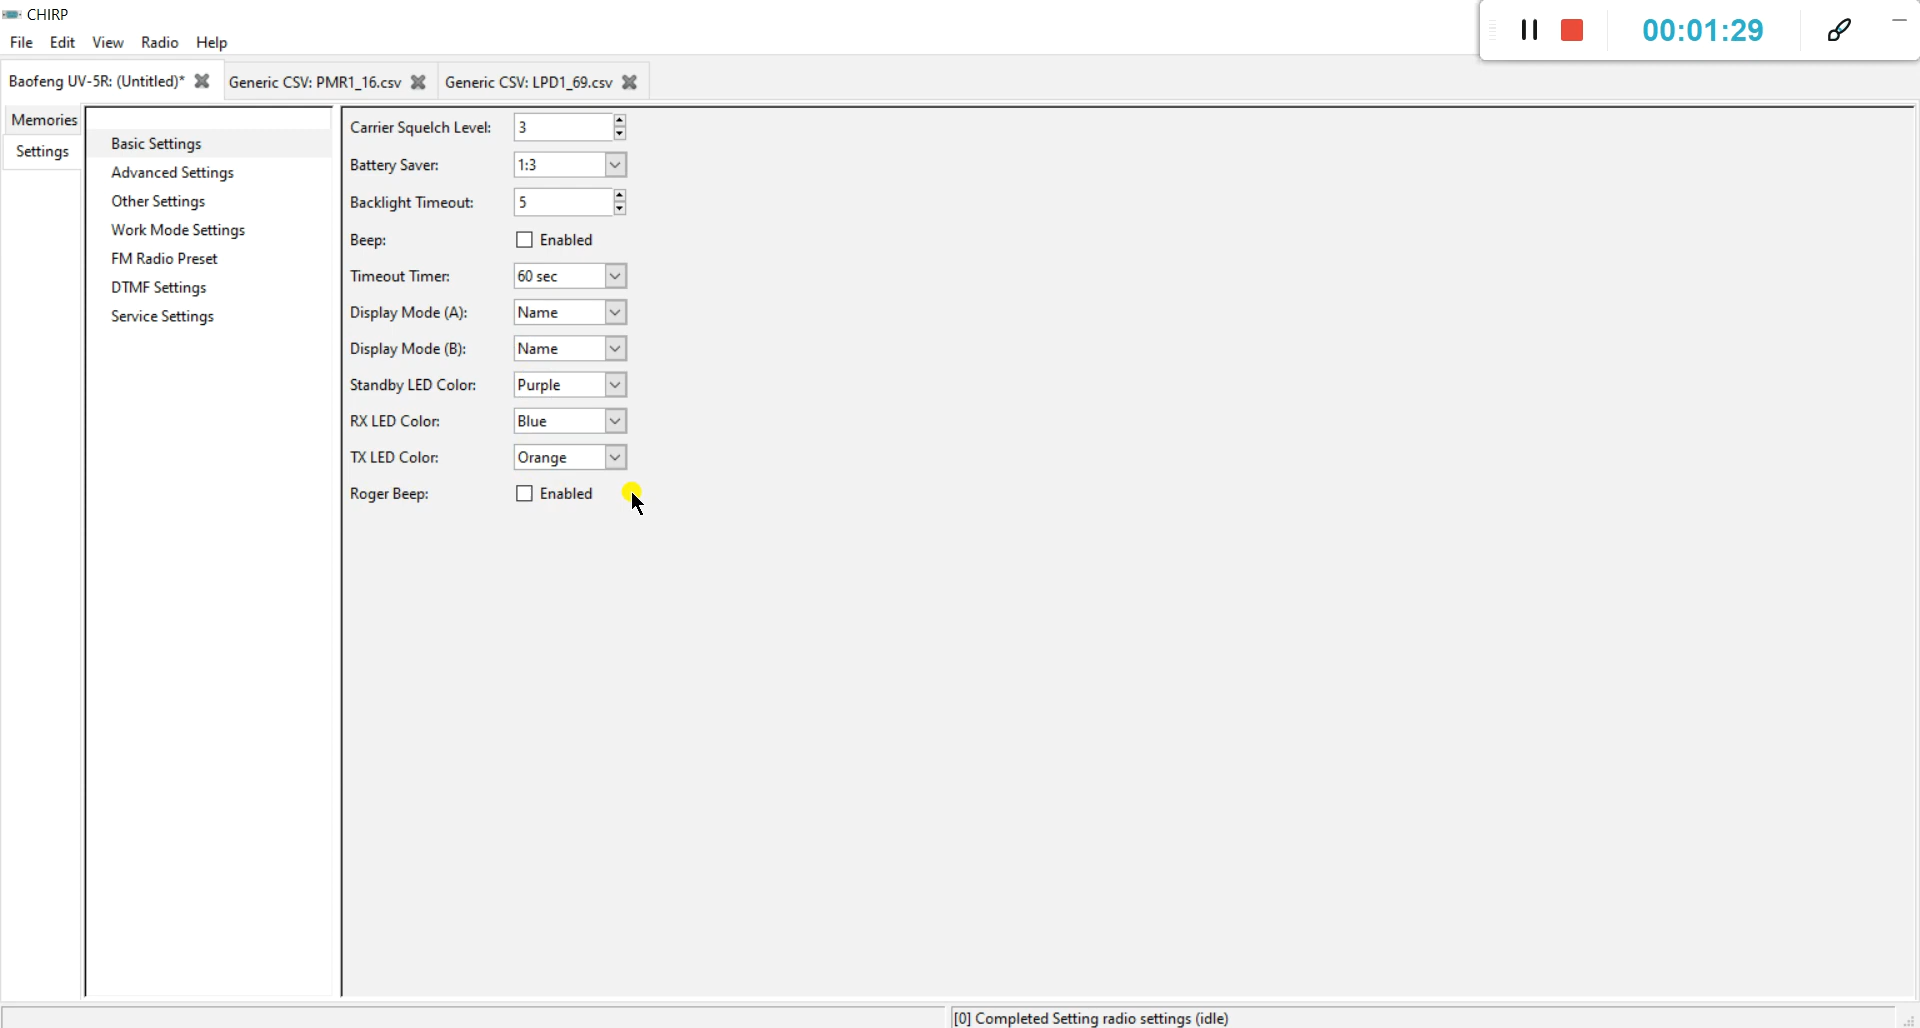 CHIRP
File Edit View Radio Help
00:01:29
Baofeng UV-5R: (Untitled)* Generic CSV: PMR1_16.csv Generic CSV: LPD1_69.csv
Memories
Settings
Basic Settings
Advanced Settings
Other Settings
Work Mode Settings
FM Radio Preset
DTMF Settings
Service Settings
Carrier Squelch Level: 3
Battery Saver: 1:3
Backlight Timeout: 5
Beep: Enabled
Timeout Timer: 60 sec
Display Mode (A): Name
Display Mode (B): Name
Standby LED Color: Purple
RX LED Color: Blue
TX LED Color: Orange
Roger Beep: Enabled
[0] Completed Setting radio settings (idle)